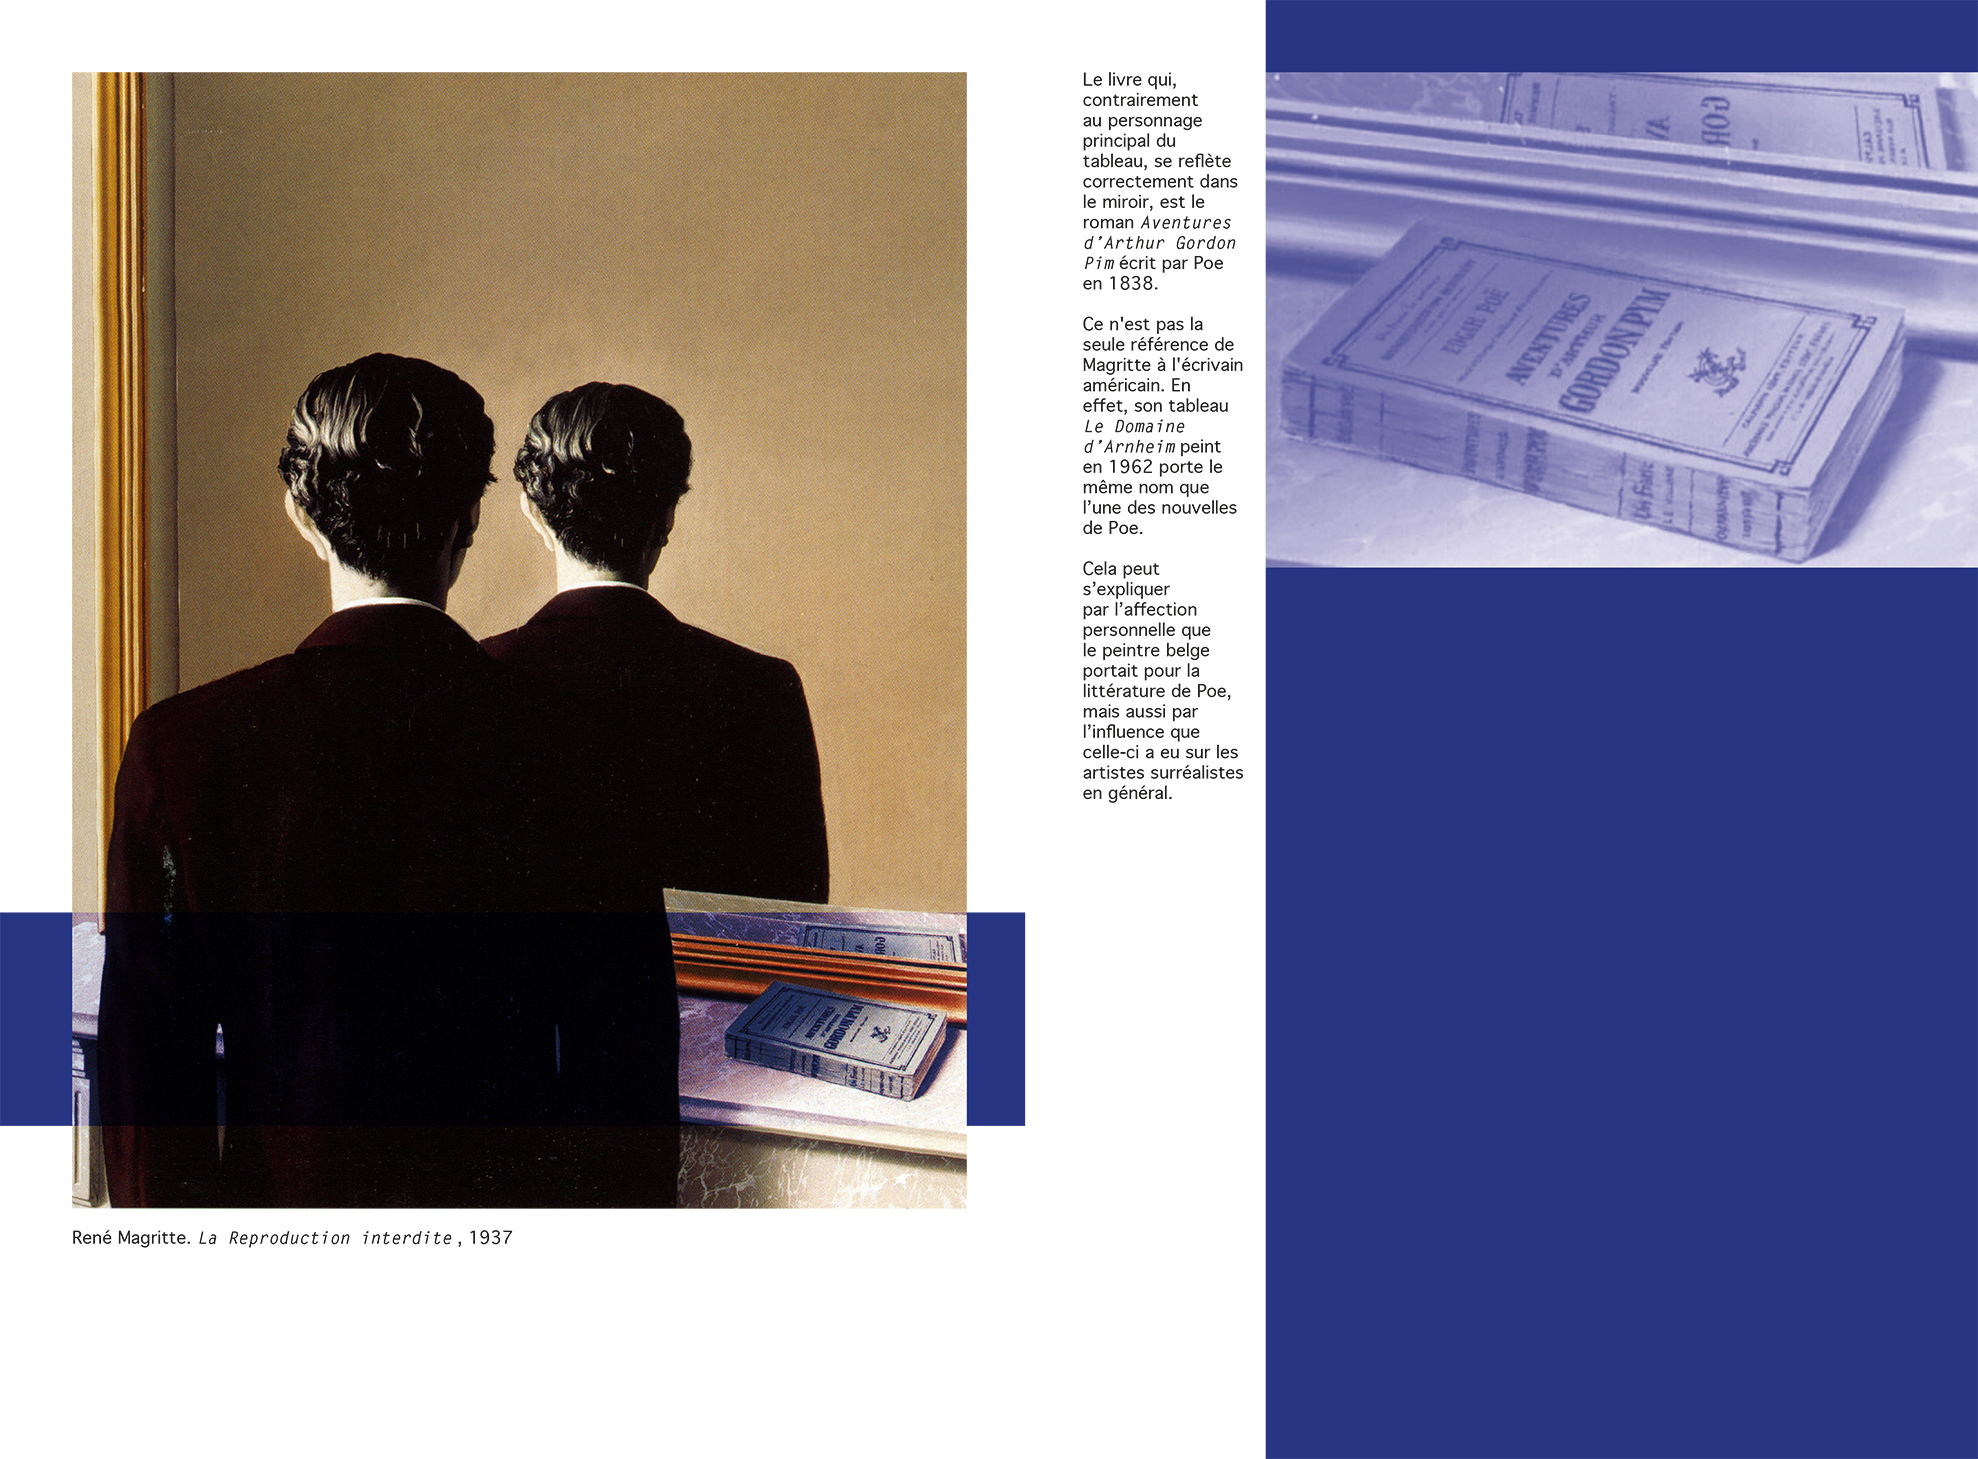 Le livre qui,
contrairement
au personnage
principal du
tableau, se reflète
correctement dans
le miroir, est le
roman Aventures
d’Arthur Gordon
Pim écrit par Poe
en 1838.
Ce n'est pas la
seule référence de
Magritte à l'écrivain
américain. En
effet, son tableau
Le Domaine
d’Arnheim peint
en 1962 porte le
même nom que
l’une des nouvelles
de Poe.
Cela peut
s’expliquer
par l’affection
personnelle que
le peintre belge
portait pour la
littérature de Poe,
mais aussi par
l’influence que
celle-ci a eu sur les
artistes surréalistes
en général.
EDGAR POË
AVENTURES
D'ARTHUR
GORDON PIM
AVENTURES
D'ARTHUR
GORDON PIM
René Magritte. La Reproduction interdite, 1937